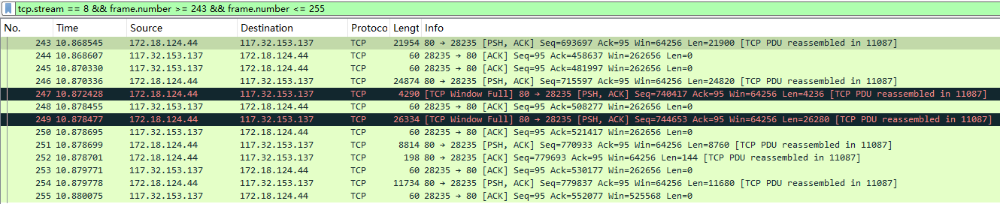 tcp.stream == 8 && frame.number >= 243 && frame.number <= 255
No. Time Source Destination Protoco Lengt Info
243 10.868545 172.18.124.44 117.32.153.137 TCP 21954 80 → 28235 [PSH, ACK] Seq=693697 Ack=95 Win=64256 Len=21900 [TCP PDU reassembled in 11087]
244 10.868607 117.32.153.137 172.18.124.44 TCP 60 28235 → 80 [ACK] Seq=95 Ack=458637 Win=262656 Len=0
245 10.870330 117.32.153.137 172.18.124.44 TCP 60 28235 → 80 [ACK] Seq=95 Ack=481997 Win=262656 Len=0
246 10.870336 172.18.124.44 117.32.153.137 TCP 24874 80 → 28235 [PSH, ACK] Seq=715597 Ack=95 Win=64256 Len=24820 [TCP PDU reassembled in 11087]
247 10.872428 172.18.124.44 117.32.153.137 TCP 4290 [TCP Window Full] 80 → 28235 [PSH, ACK] Seq=740417 Ack=95 Win=64256 Len=4236 [TCP PDU reassembled in 11087]
248 10.878455 117.32.153.137 172.18.124.44 TCP 60 28235 → 80 [ACK] Seq=95 Ack=508277 Win=262656 Len=0
249 10.878477 172.18.124.44 117.32.153.137 TCP 26334 [TCP Window Full] 80 → 28235 [PSH, ACK] Seq=744653 Ack=95 Win=64256 Len=26280 [TCP PDU reassembled in 11087]
250 10.878695 117.32.153.137 172.18.124.44 TCP 60 28235 → 80 [ACK] Seq=95 Ack=521417 Win=262656 Len=0
251 10.878699 172.18.124.44 117.32.153.137 TCP 8814 80 → 28235 [PSH, ACK] Seq=770933 Ack=95 Win=64256 Len=8760 [TCP PDU reassembled in 11087]
252 10.878701 172.18.124.44 117.32.153.137 TCP 198 80 → 28235 [ACK] Seq=779693 Ack=95 Win=64256 Len=144 [TCP PDU reassembled in 11087]
253 10.879771 117.32.153.137 172.18.124.44 TCP 60 28235 → 80 [ACK] Seq=95 Ack=530177 Win=262656 Len=0
254 10.879778 172.18.124.44 117.32.153.137 TCP 11734 80 → 28235 [PSH, ACK] Seq=779837 Ack=95 Win=64256 Len=11680 [TCP PDU reassembled in 11087]
255 10.880075 117.32.153.137 172.18.124.44 TCP 60 28235 → 80 [ACK] Seq=95 Ack=552077 Win=525568 Len=0